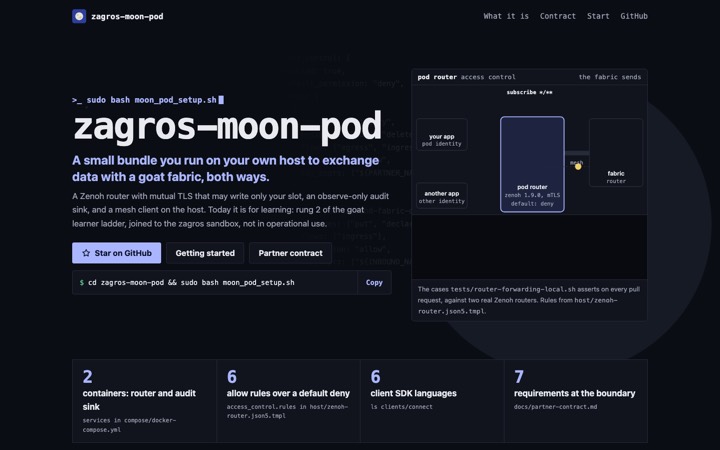 zagros-moon-pod
What it is
Contract
Start
GitHub
>_ sudo bash moon_pod_setup.sh
zagros-moon-pod
A small bundle you run on your own host to exchange
data with a goat fabric, both ways.
A Zenoh router with mutual TLS that may write only your slot, an observe-only audit
sink, and a mesh client on the host. Today it is for learning: rung 2 of the goat
learner ladder, joined to the zagros sandbox, not in operational use.
Star on GitHub
Getting started
Partner contract
$ cd zagros-moon-pod && sudo bash moon_pod_setup.sh
Copy
pod router access control
the fabric sends
subscribe */**
your app
pod identity
another app
other identity
pod router
zenoh 1.9.0, mTLS
default: deny
mesh
fabric
router
The cases tests/router-forwarding-local.sh asserts on every pull
request, against two real Zenoh routers. Rules from host/zenoh-
router.json5.tmpl.
2
containers: router and audit
sink
services in compose/docker-
compose.yml
6
allow rules over a default deny
access_control.rules in host/zenoh-
router.json5.tmpl
6
client SDK languages
ls clients/connect
7
requirements at the boundary
docs/partner-contract.md